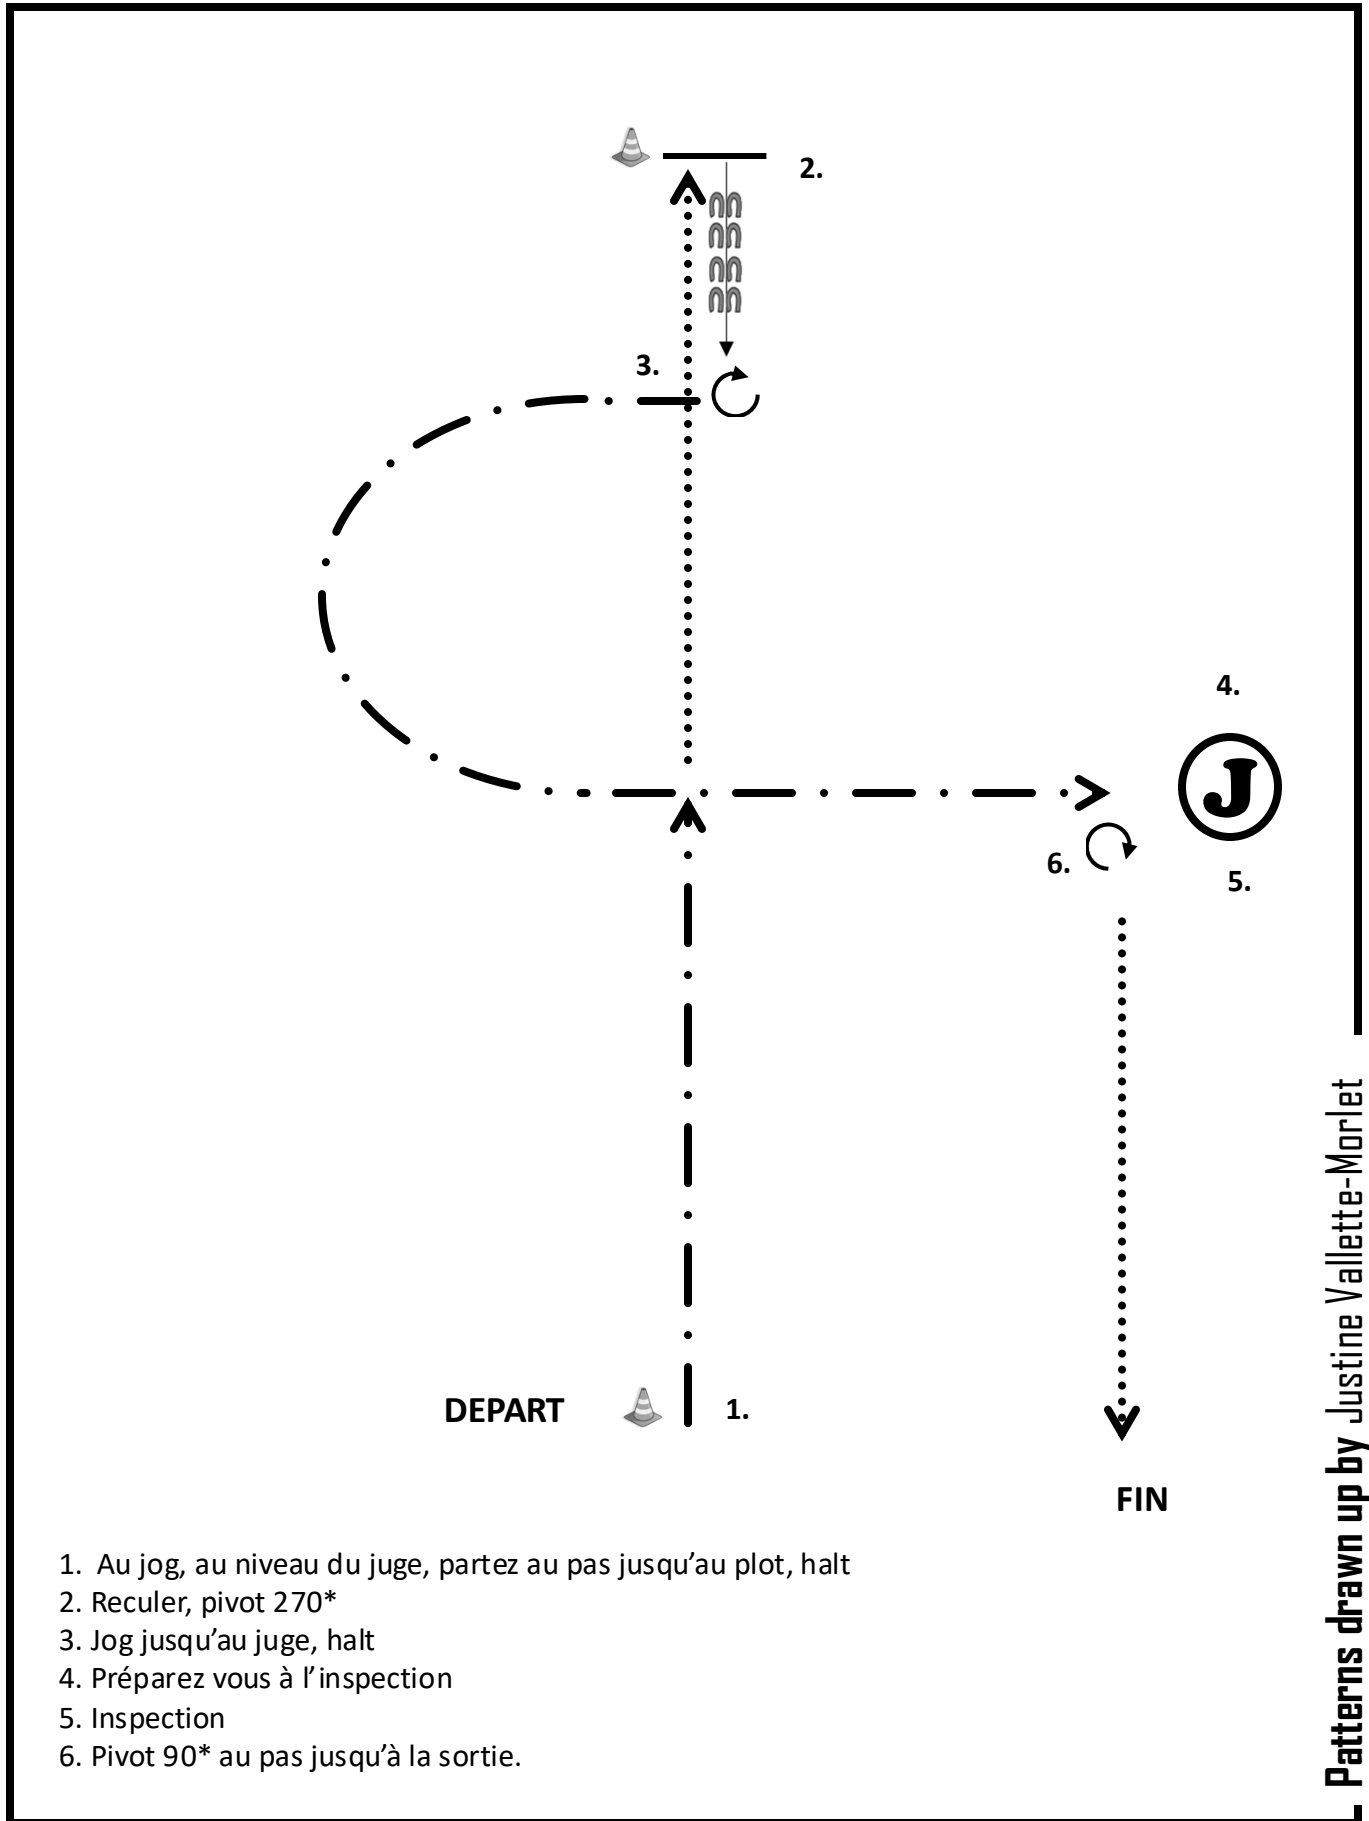 2.
3.
4.
J
6.
5.
DEPART
1.
FIN
1. Au jog, au niveau du juge, partez au pas jusqu’au plot, halt
2. Reculer, pivot 270*
3. Jog jusqu’au juge, halt
4. Préparez vous à l’inspection
5. Inspection
6. Pivot 90* au pas jusqu’à la sortie.
Patterns drawn up by Justine Vallette-Morlet